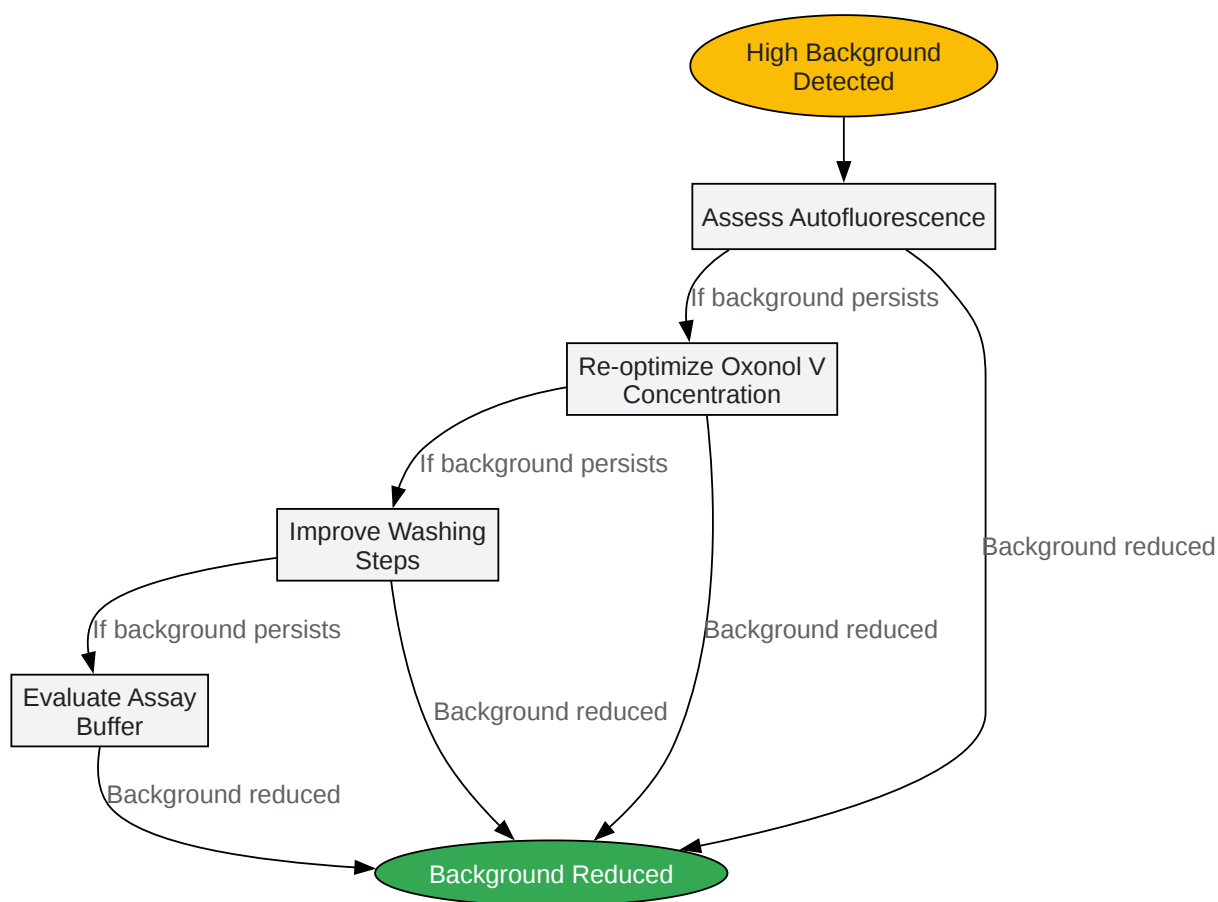 High Background
Detected
Assess Autofluorescence
If background persists
Re-optimize Oxonol V
Concentration
If background persists
Improve Washing
Steps
Background reduced
If background persists
Background reduced
Evaluate Assay
Buffer
Background reduced
Background reduced
Background Reduced